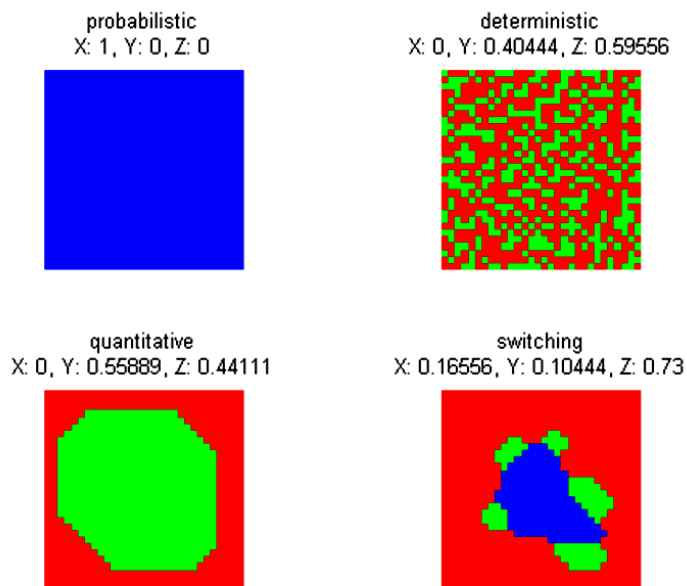 probabilistic
X: 1, Y: 0, Z: 0
deterministic
X: 0, Y: 0.40444, Z: 0.59556
quantitative
X: 0, Y: 0.55889, Z: 0.44111
switching
X: 0.16556, Y: 0.10444, Z: 0.73